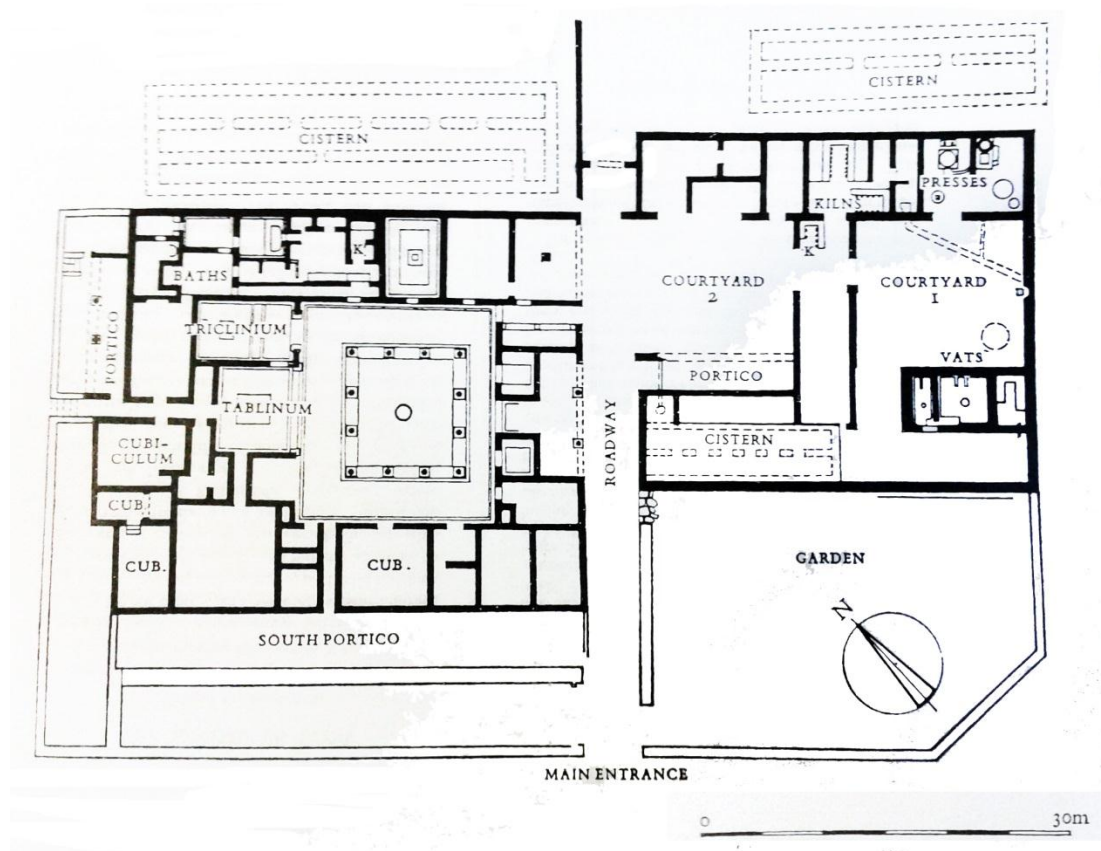 CISTERN
CISTERN
PRESSES
KILNS
K
K
BATHS
COURTYARD
2
COURTYARD
1
TRICLINIUM
PORTICO
VATS
PORTICO
TABLINUM
CUBI-
CULUM
ROADWAY
CISTERN
CUB.
CUB.
CUB.
GARDEN
N
SOUTH PORTICO
MAIN ENTRANCE
0 30m